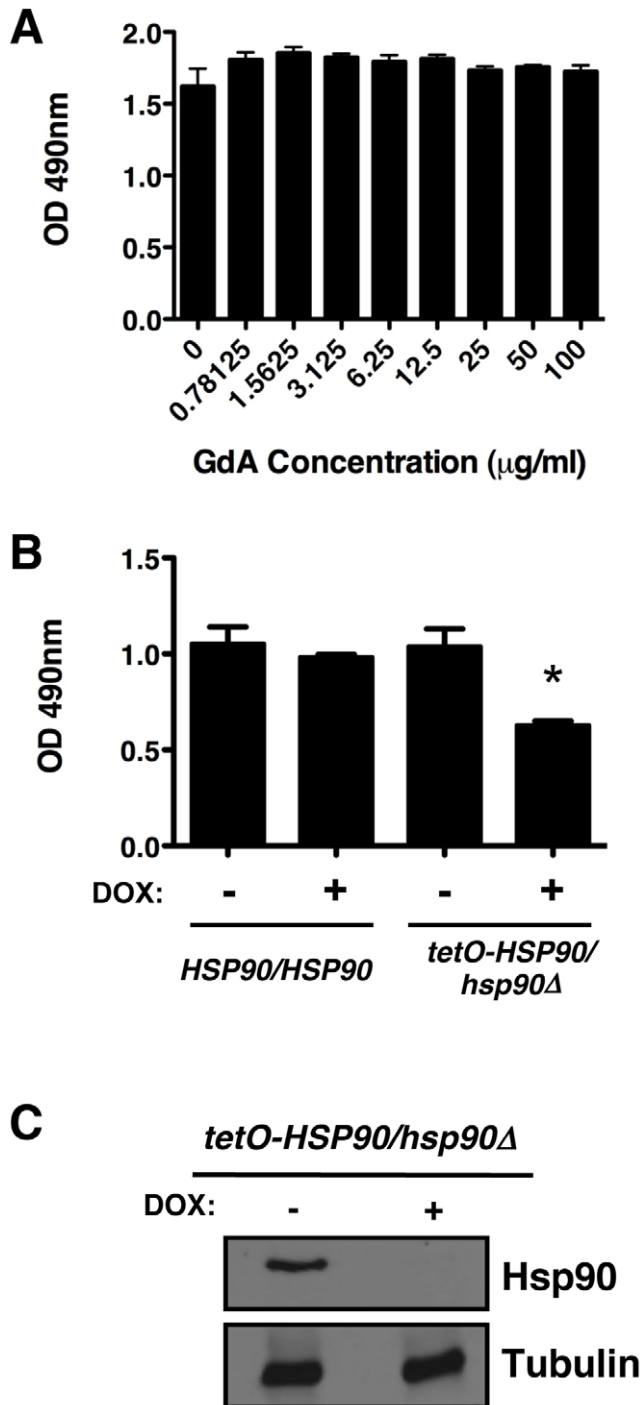 A
OD 490nm
2.0
1.5
1.0
0.5
0.0
0
0.78125
1.5625
3.125
6.25
12.5
25
50
100
GdA Concentration (μg/ml)
B
OD 490nm
1.5
1.0
0.5
0.0
*
DOX: - + - +
HSP90/HSP90
tetO-HSP90/
hsp90Δ
C
tetO-HSP90/hsp90Δ
DOX: - +
Hsp90
Tubulin